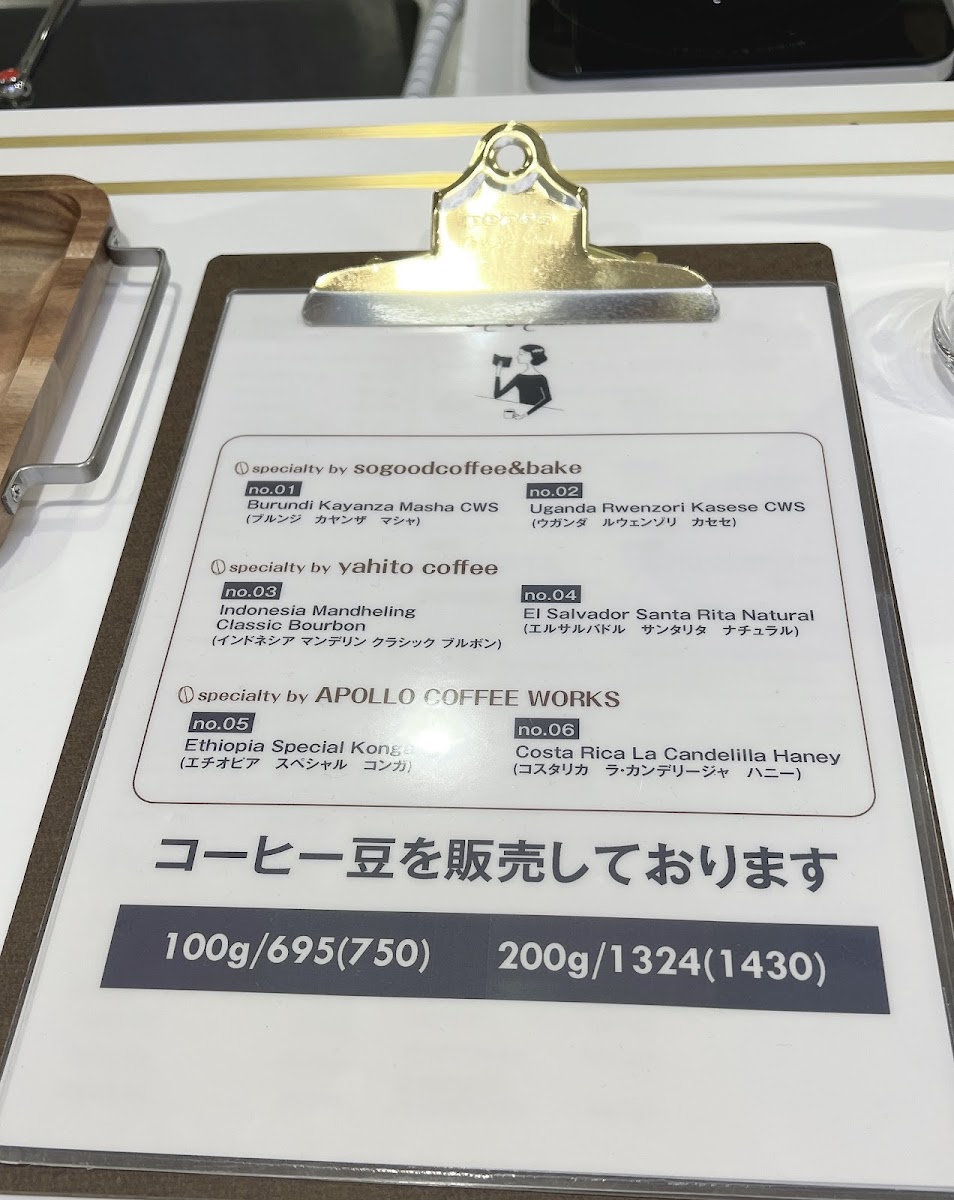 specialty by sogoodcoffee&bake
no.01
Burundi Kayanza Masha CWS
(ブルンジ カヤンザ マシャ)
no.02
Uganda Rwenzori Kasese CWS
(ウガンダ ルウェンゾリ カセセ)
specialty by yahito coffee
no.03
Indonesia Mandheling
Classic Bourbon
(インドネシア マンデリン クラシック ブルボン)
no.04
El Salvador Santa Rita Natural
(エルサルバドル サンタリタ ナチュラル)
specialty by APOLLO COFFEE WORKS
no.05
Ethiopia Special Konga
(エチオピア スペシャル コンガ)
no.06
Costa Rica La Candelilla Haney
(コスタリカ ラ・カンデリージャ ハニー)
コーヒー豆を販売しております
100g/695(750) 200g/1324(1430)